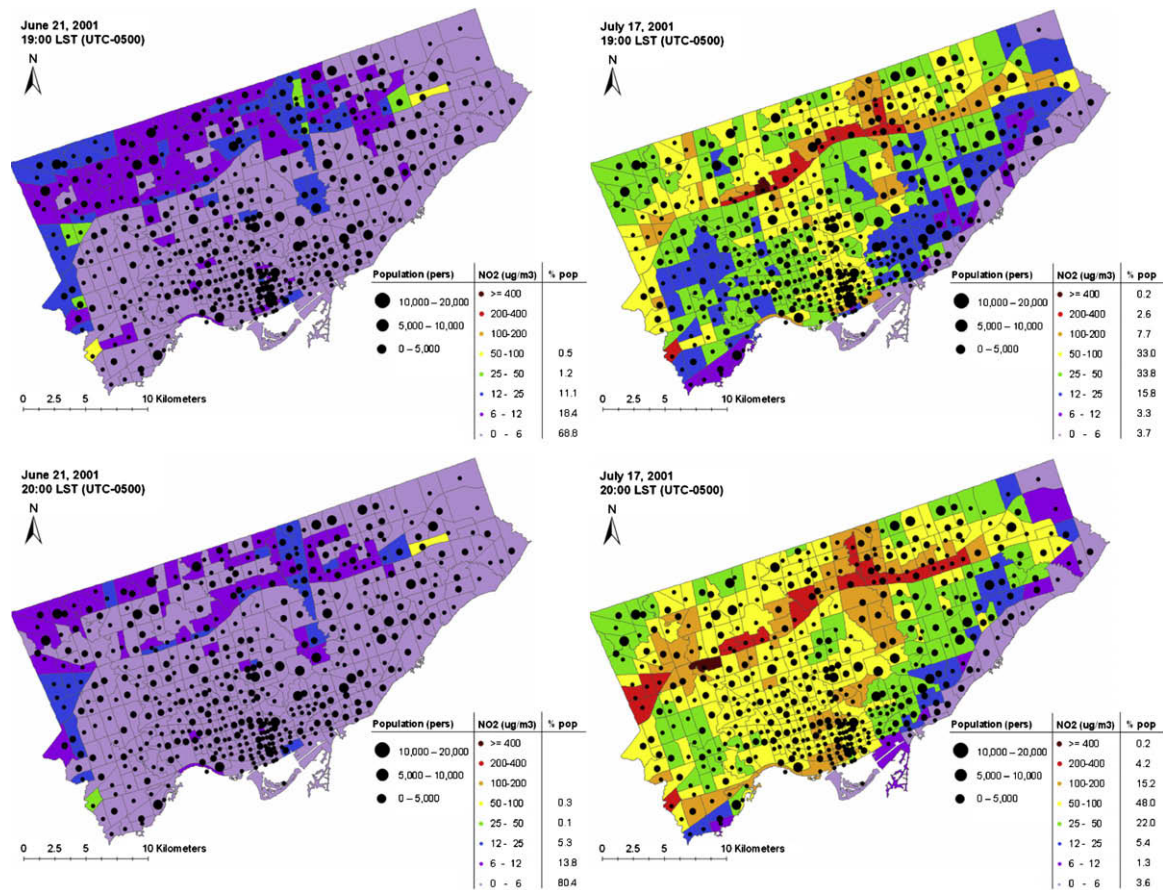 June 21, 2001
19:00 LST (UTC-0500)
N
Population (pers) NO2 (ug/m3) % pop
10,000 – 20,000
5,000 – 10,000
0 – 5,000
>= 400
200-400
100-200
50-100 0.5
25 - 50 1.2
12 - 25 11.1
6 - 12 18.4
0 - 6 68.8
0 2.5 5 10 Kilometers
July 17, 2001
19:00 LST (UTC-0500)
N
Population (pers) NO2 (ug/m3) % pop
10,000 – 20,000
5,000 – 10,000
0 – 5,000
>= 400 0.2
200-400 2.6
100-200 7.7
50-100 33.0
25 - 50 33.8
12 - 25 15.8
6 - 12 3.3
0 - 6 3.7
0 2.5 5 10 Kilometers
June 21, 2001
20:00 LST (UTC-0500)
N
Population (pers) NO2 (ug/m3) % pop
10,000 – 20,000
5,000 – 10,000
0 – 5,000
>= 400
200-400
100-200
50-100 0.3
25 - 50 0.1
12 - 25 5.3
6 - 12 13.8
0 - 6 80.4
0 2.5 5 10 Kilometers
July 17, 2001
20:00 LST (UTC-0500)
N
Population (pers) NO2 (ug/m3) % pop
10,000 – 20,000
5,000 – 10,000
0 – 5,000
>= 400 0.2
200-400 4.2
100-200 15.2
50-100 48.0
25 - 50 22.0
12 - 25 5.4
6 - 12 1.3
0 - 6 3.6
0 2.5 5 10 Kilometers